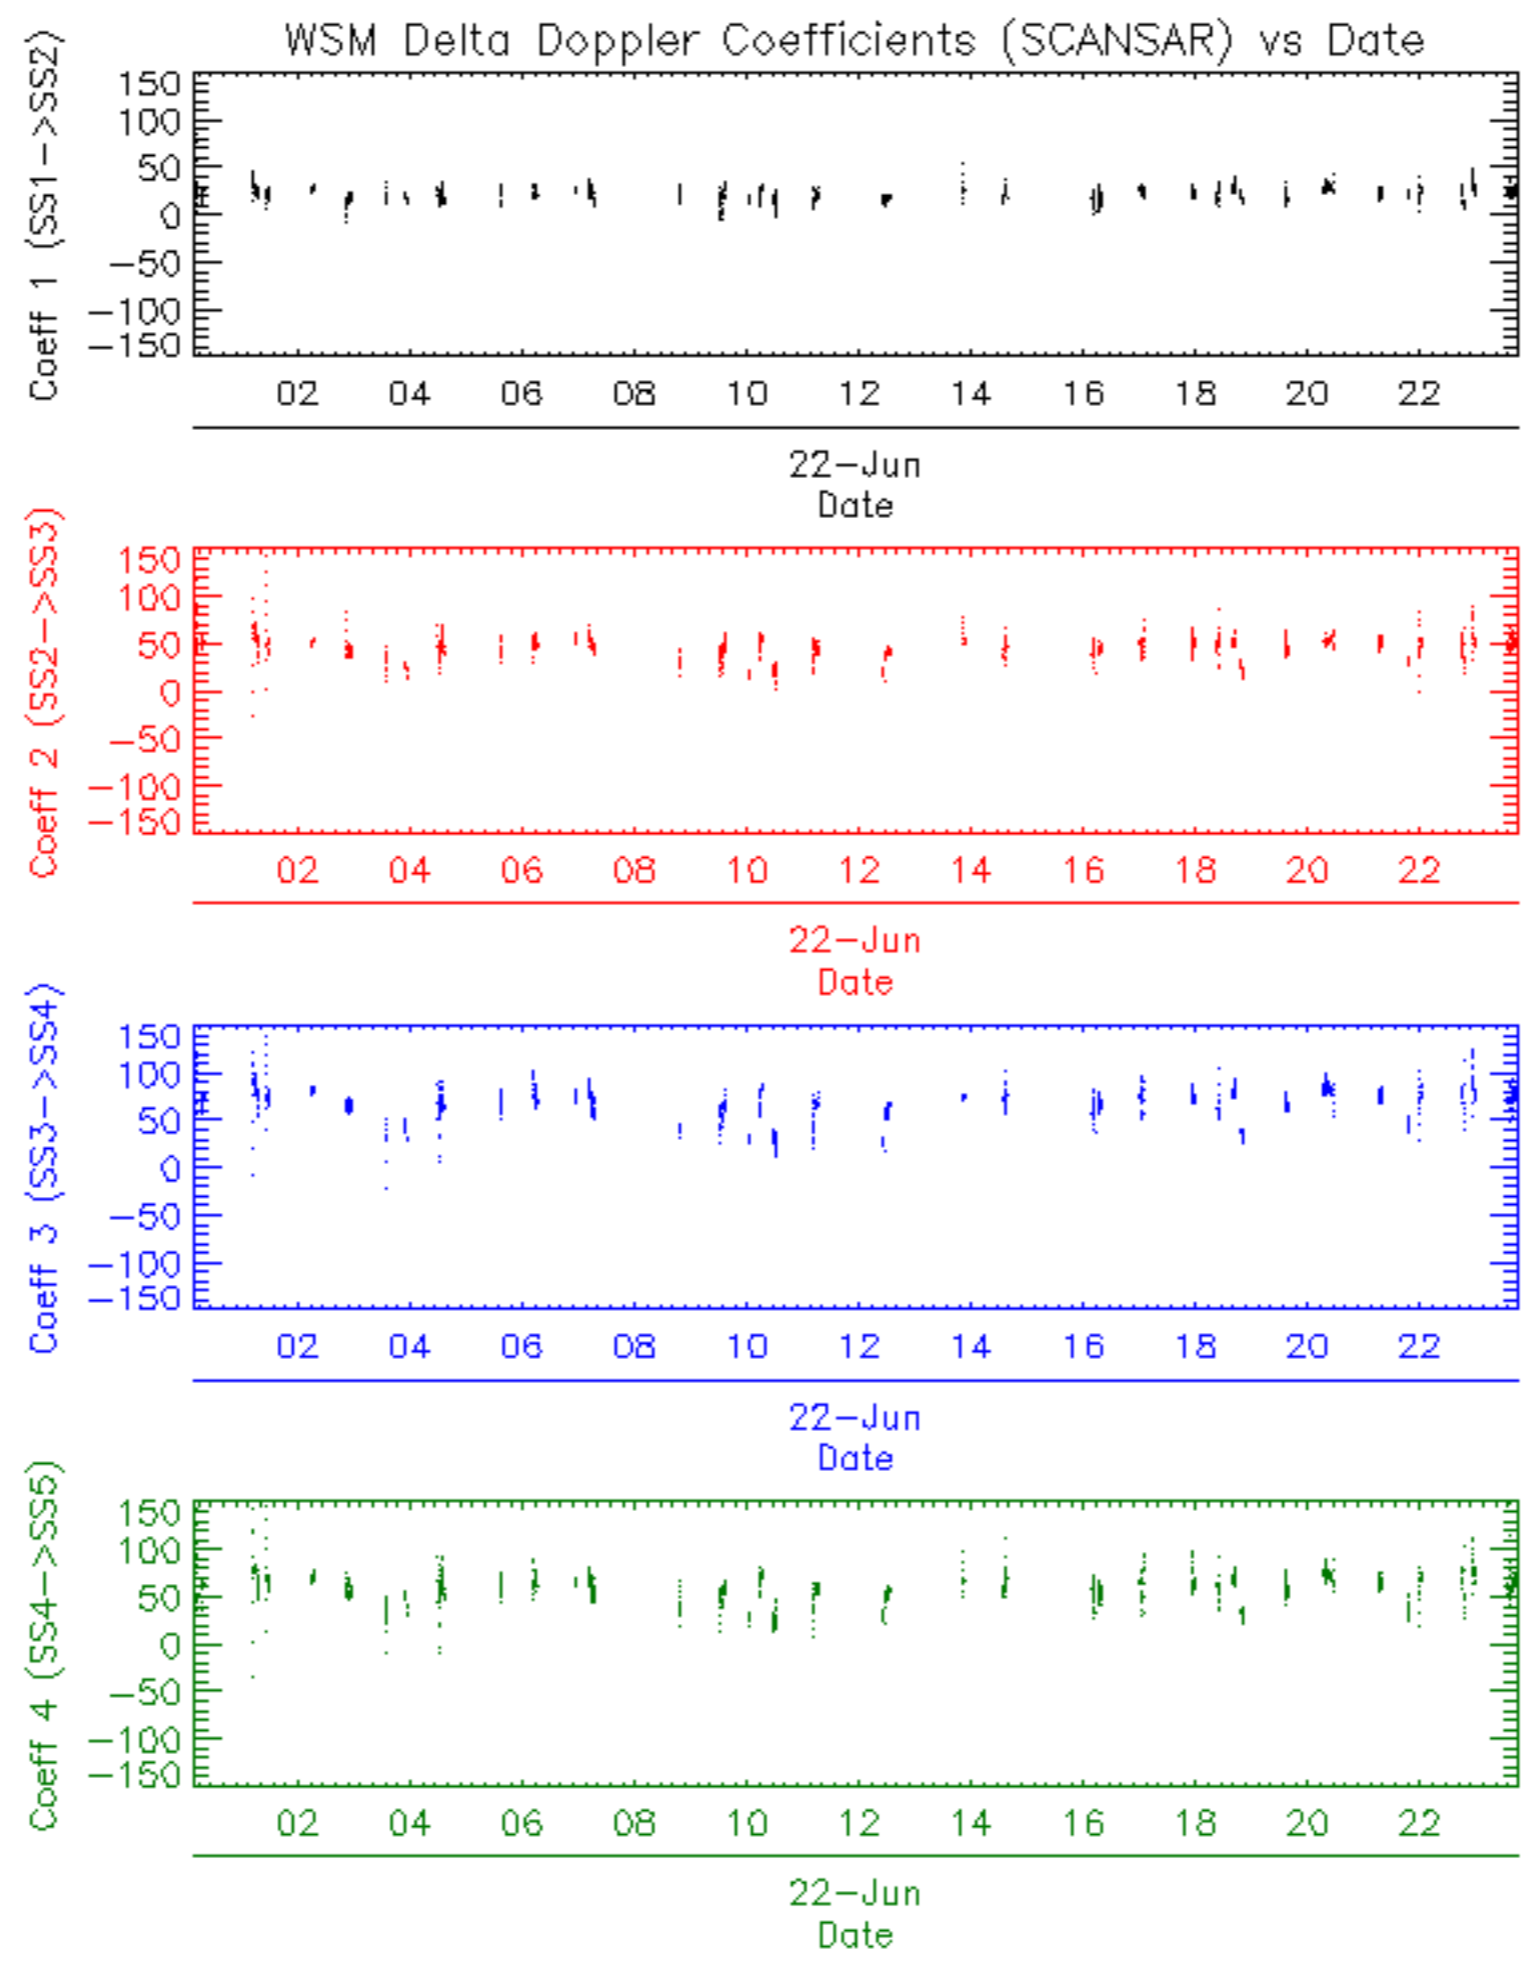 WSM Delta Doppler Coefficients (SCANSAR) vs Date
Coeff 1 (SS1->SS2)
150
100
50
0
-50
-100
-150
02 04 06 08 10 12 14 16 18 20 22
22-Jun
Date
Coeff 2 (SS2->SS3)
150
100
50
0
-50
-100
-150
02 04 06 08 10 12 14 16 18 20 22
22-Jun
Date
Coeff 3 (SS3->SS4)
150
100
50
0
-50
-100
-150
02 04 06 08 10 12 14 16 18 20 22
22-Jun
Date
Coeff 4 (SS4->SS5)
150
100
50
0
-50
-100
-150
02 04 06 08 10 12 14 16 18 20 22
22-Jun
Date